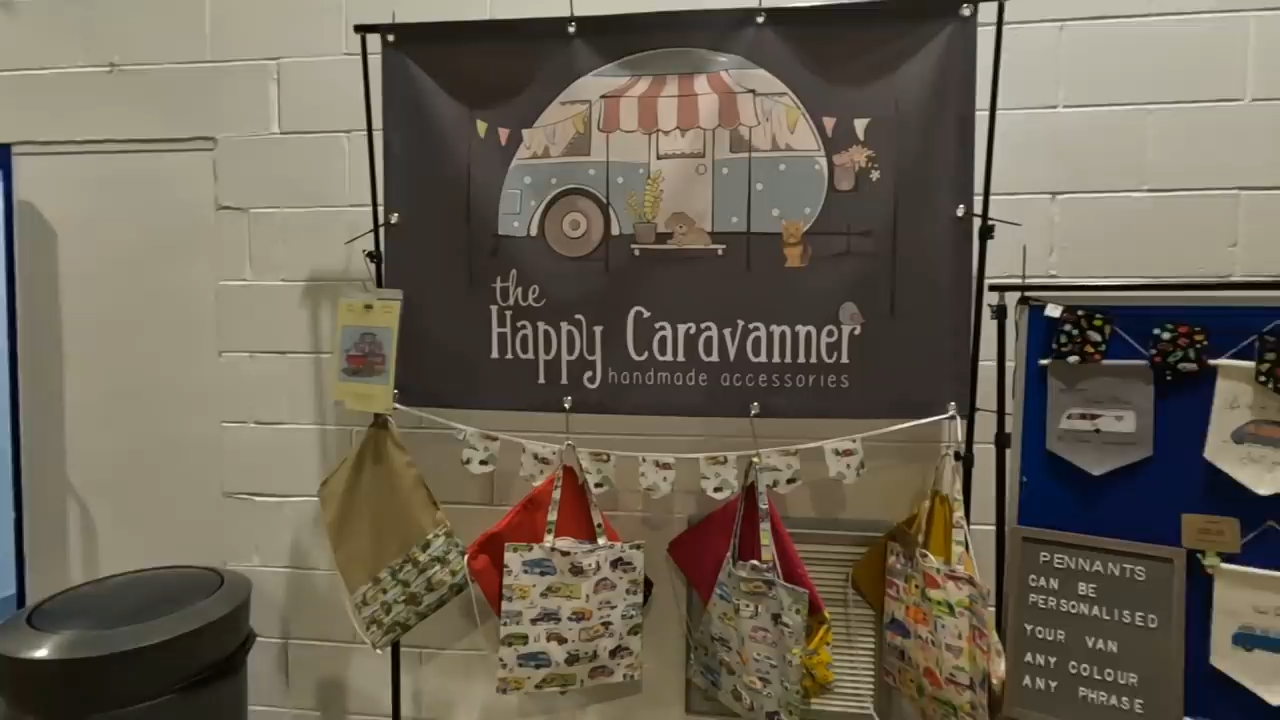 the
Happy Caravanner
handmade accessories
PENNANTS
CAN BE
PERSONALISED
YOUR VAN
ANY COLOUR
ANY PHRASE